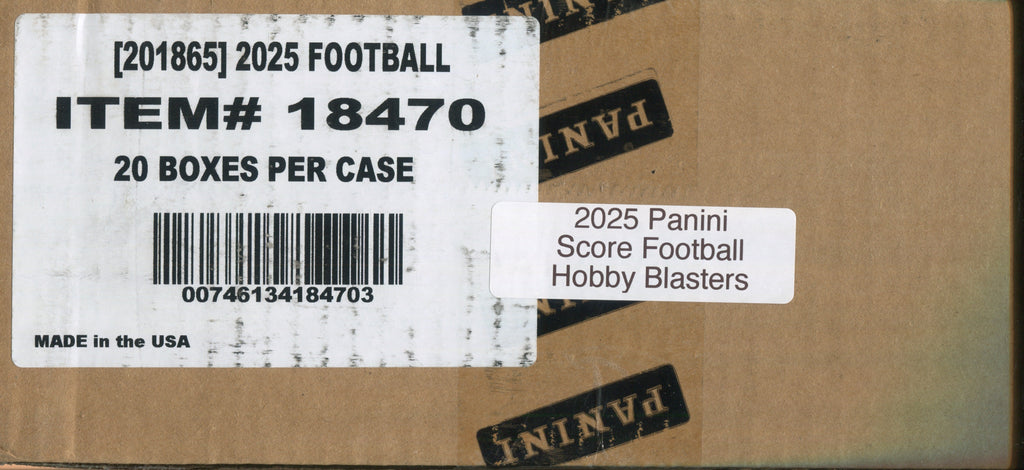 [201865] 2025 FOOTBALL
ITEM# 18470
20 BOXES PER CASE
00746134184703
MADE in the USA
2025 Panini
Score Football
Hobby Blasters
PANINI
PANINI
PANINI